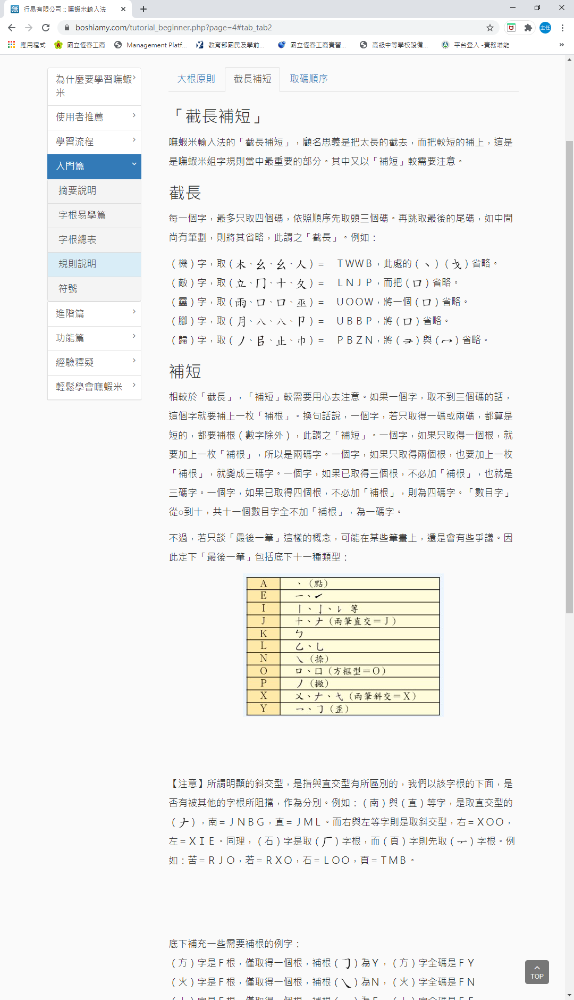 行易有限公司 :: 嘸蝦米輸入法
boshiamy.com/tutorial_beginner.php?page=4#tab_tab2
主任
應用程式 國立恆春工商 Management Platf... 教育部國民及學前... 國立恆春工商實習... 高級中等學校設備... 平台登入 -實務增能 »
為什麼要學習嘸蝦
米
使用者推薦
學習流程
入門篇
摘要說明
字根易學篇
字根總表
規則說明
符號
進階篇
功能篇
經驗釋疑
輕鬆學會嘸蝦米
大根原則 截長補短 取碼順序
「截長補短」
嘸蝦米輸入法的「截長補短」，顧名思義是把太長的截去，而把較短的補上，這是
是嘸蝦米組字規則當中最重要的部分。其中又以「補短」較需要注意。
截長
每一個字，最多只取四個碼，依照順序先取頭三個碼。再跳取最後的尾碼，如中間
尚有筆劃，則將其省略，此謂之「截長」。例如：
（機）字，取（木、幺、幺、人）＝　ＴＷＷＢ，此處的（丶）（戈）省略。
（敵）字，取（立、冂、十、夂）＝　ＬＮＪＰ，而把（口）省略。
（靈）字，取（雨、口、口、巫）＝　ＵＯＯＷ，將一個（口）省略。
（腳）字，取（月、八、八、卩）＝　ＵＢＢＰ，將（口）省略。
（歸）字，取（丿、㠯、止、巾）＝　ＰＢＺＮ，將（彐）與（冖）省略。
補短
相較於「截長」，「補短」較需要用心去注意。如果一個字，取不到三個碼的話，
這個字就要補上一枚「補根」。換句話說，一個字，若只取得一碼或兩碼，都算是
短的，都要補根（數字除外），此謂之「補短」。一個字，如果只取得一個根，就
要加上一枚「補根」，所以是兩碼字。一個字，如果只取得兩個根，也要加上一枚
「補根」，就變成三碼字。一個字，如果已取得三個根，不必加「補根」，也就是
三碼字。一個字，如果已取得四個根，不必加「補根」，則為四碼字。「數目字」
從○到十，共十一個數目字全不加「補根」，為一碼字。
不過，若只談「最後一筆」這樣的概念，可能在某些筆畫上，還是會有些爭議。因
此定下「最後一筆」包括底下十一種類型：
A 、（點）
E 一、㇀
I 丨、亅、㇙ 等
J 十、ナ（兩筆直交＝Ｊ）
K ㄅ
L 乙、乚
N ㇏（捺）
O ロ、口（方框型＝Ｏ）
P 丿（撇）
X 乂、ナ、七（兩筆斜交＝Ｘ）
Y 乛、㇆（歪）
【注意】所謂明顯的斜交型，是指與直交型有所區別的，我們以該字根的下面，是
否有被其他的字根所阻擋，作為分別。例如：（南）與（直）等字，是取直交型的
（ナ），南＝ＪＮＢＧ，直＝ＪＭＬ。而右與左等字則是取斜交型，右＝ＸＯＯ，
左＝ＸＩＥ。同理，（石）字是取（厂）字根，而（頁）字則先取（丆）字根。例
如：苦＝ＲＪＯ，若＝ＲＸＯ，石＝ＬＯＯ，頁＝ＴＭＢ。
底下補充一些需要補根的例字：
（方）字是Ｆ根，僅取得一個根，補根（㇆）為Ｙ，（方）字全碼是ＦＹ
（火）字是Ｆ根，僅取得一個根，補根（㇏）為Ｎ，（火）字全碼是ＦＮ
TOP